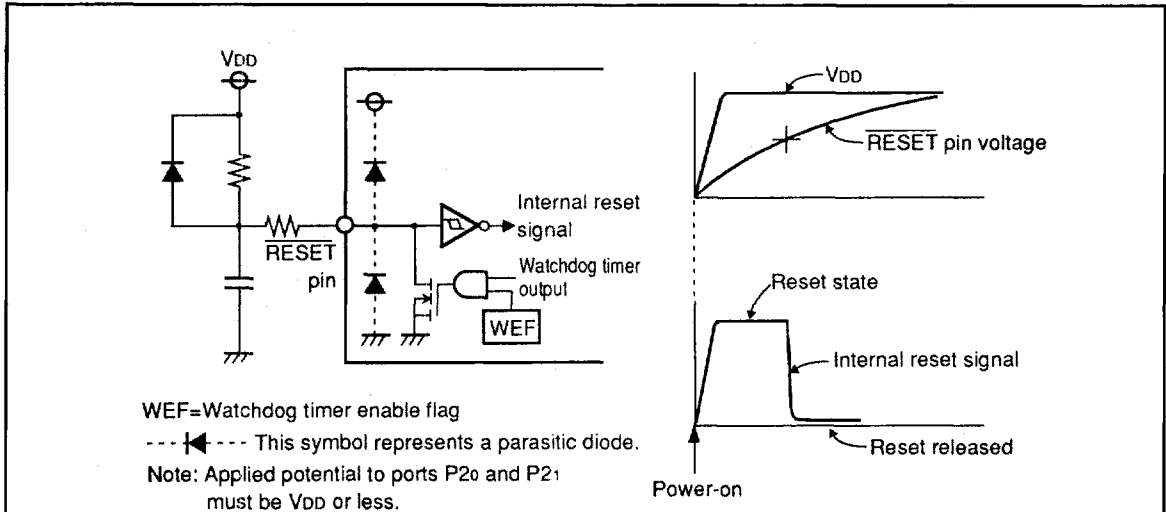 VDD
RESET
pin
Internal reset
signal
Watchdog timer
output
WEF
WEF=Watchdog timer enable flag
This symbol represents a parasitic diode.
Note: Applied potential to ports P20 and P21
must be VDD or less.
VDD
RESET pin voltage
Reset state
Internal reset signal
Reset released
Power-on